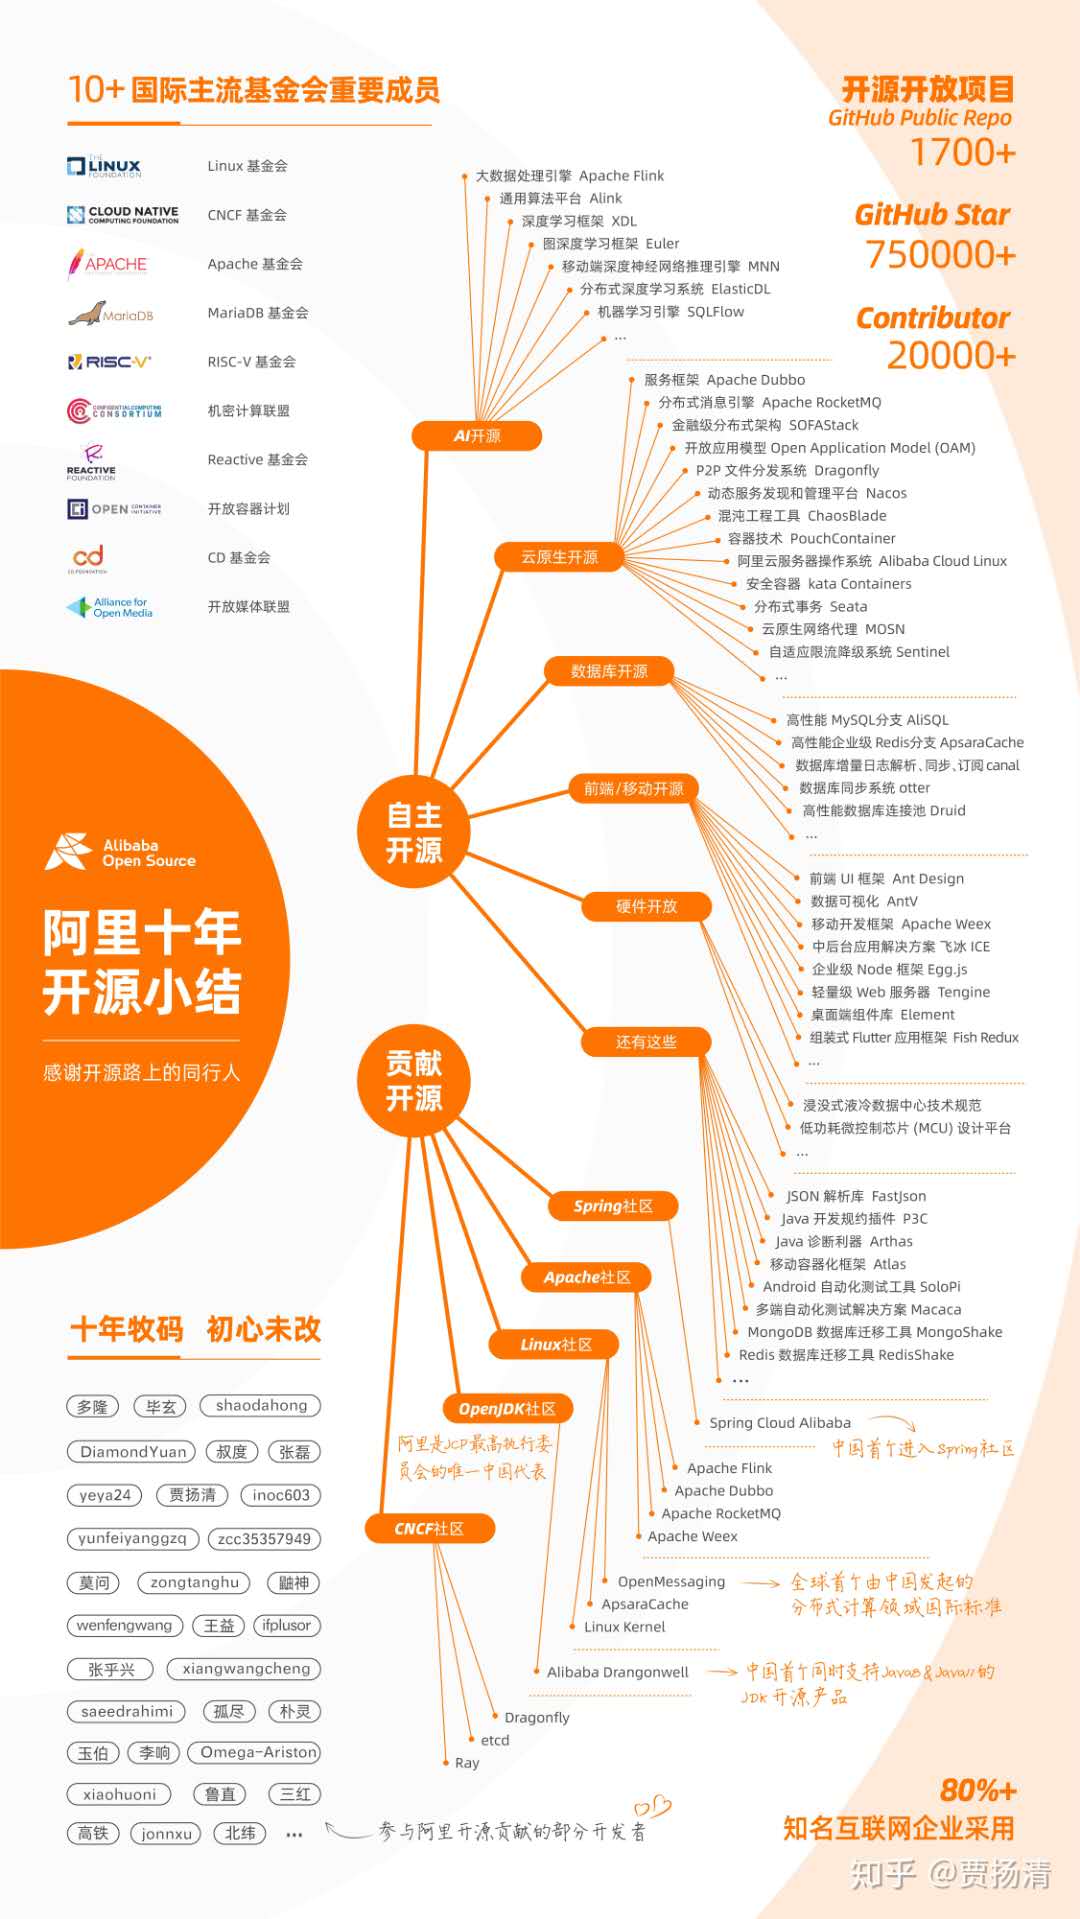 10+ 国际主流基金会重要成员
THE
LINUX
FOUNDATION
Linux 基金会
CLOUD NATIVE
COMPUTING FOUNDATION
CNCF 基金会
APACHE
Apache 基金会
MariaDB
MariaDB 基金会
RISC-V
RISC-V 基金会
CONFIDENTIAL COMPUTING
CONSORTIUM
机密计算联盟
REACTIVE
FOUNDATION
Reactive 基金会
OPEN CONTAINER INITIATIVE
开放容器计划
cd
CD.FOUNDATION
CD 基金会
Alliance for
Open Media
开放媒体联盟
开源开放项目
GitHub Public Repo
1700+
GitHub Star
750000+
Contributor
20000+
Alibaba
Open Source
阿里十年
开源小结
感谢开源路上的同行人
自主
开源
AI开源
大数据处理引擎 Apache Flink
通用算法平台 Alink
深度学习框架 XDL
图深度学习框架 Euler
移动端深度神经网络推理引擎 MNN
分布式深度学习系统 ElasticDL
机器学习引擎 SQLFlow
...
云原生开源
服务框架 Apache Dubbo
分布式消息引擎 Apache RocketMQ
金融级分布式架构 SOFAStack
开放应用模型 Open Application Model (OAM)
P2P 文件分发系统 Dragonfly
动态服务发现和管理平台 Nacos
混沌工程工具 ChaosBlade
容器技术 PouchContainer
阿里云服务器操作系统 Alibaba Cloud Linux
安全容器 kata Containers
分布式事务 Seata
云原生网络代理 MOSN
自适应限流降级系统 Sentinel
...
数据库开源
高性能 MySQL分支 AliSQL
高性能企业级 Redis分支 ApsaraCache
数据库增量日志解析、同步、订阅 canal
数据库同步系统 otter
高性能数据库连接池 Druid
...
前端/移动开源
前端 UI 框架 Ant Design
数据可视化 AntV
移动开发框架 Apache Weex
中后台应用解决方案 飞冰 ICE
企业级 Node 框架 Egg.js
轻量级 Web 服务器 Tengine
桌面端组件库 Element
组装式 Flutter 应用框架 Fish Redux
...
硬件开放
浸没式液冷数据中心技术规范
低功耗微控制芯片 (MCU) 设计平台
...
还有这些
JSON 解析库 FastJson
Java 开发规约插件 P3C
Java 诊断利器 Arthas
移动容器化框架 Atlas
Android 自动化测试工具 SoloPi
多端自动化测试解决方案 Macaca
MongoDB 数据库迁移工具 MongoShake
Redis 数据库迁移工具 RedisShake
...
贡献
开源
Spring社区
Spring Cloud Alibaba
中国首个进入Spring社区
Apache社区
Apache Flink
Apache Dubbo
Apache RocketMQ
Apache Weex
Linux社区
OpenMessaging
全球首个由中国发起的
分布式计算领域国际标准
ApsaraCache
Linux Kernel
OpenJDK社区
阿里是JCP最高执行委
员会的唯一中国代表
Alibaba Drangonwell
中国首个同时支持Java8&Java11的
JDK开源产品
CNCF社区
Dragonfly
etcd
Ray
十年牧码 初心未改
多隆 毕玄 shaodahong
DiamondYuan 叔度 张磊
yeya24 贾扬清 inoc603
yunfeiyanggzq zcc35357949
莫问 zongtanghu 鼬神
wenfengwang 王益 ifplusor
张乎兴 xiangwangcheng
saeedrahimi 孤尽 朴灵
玉伯 李响 Omega-Ariston
xiaohuoni 鲁直 三红
高铁 jonnxu 北纬 ...
参与阿里开源贡献的部分开发者
80%+
知名互联网企业采用
知乎 @贾扬清